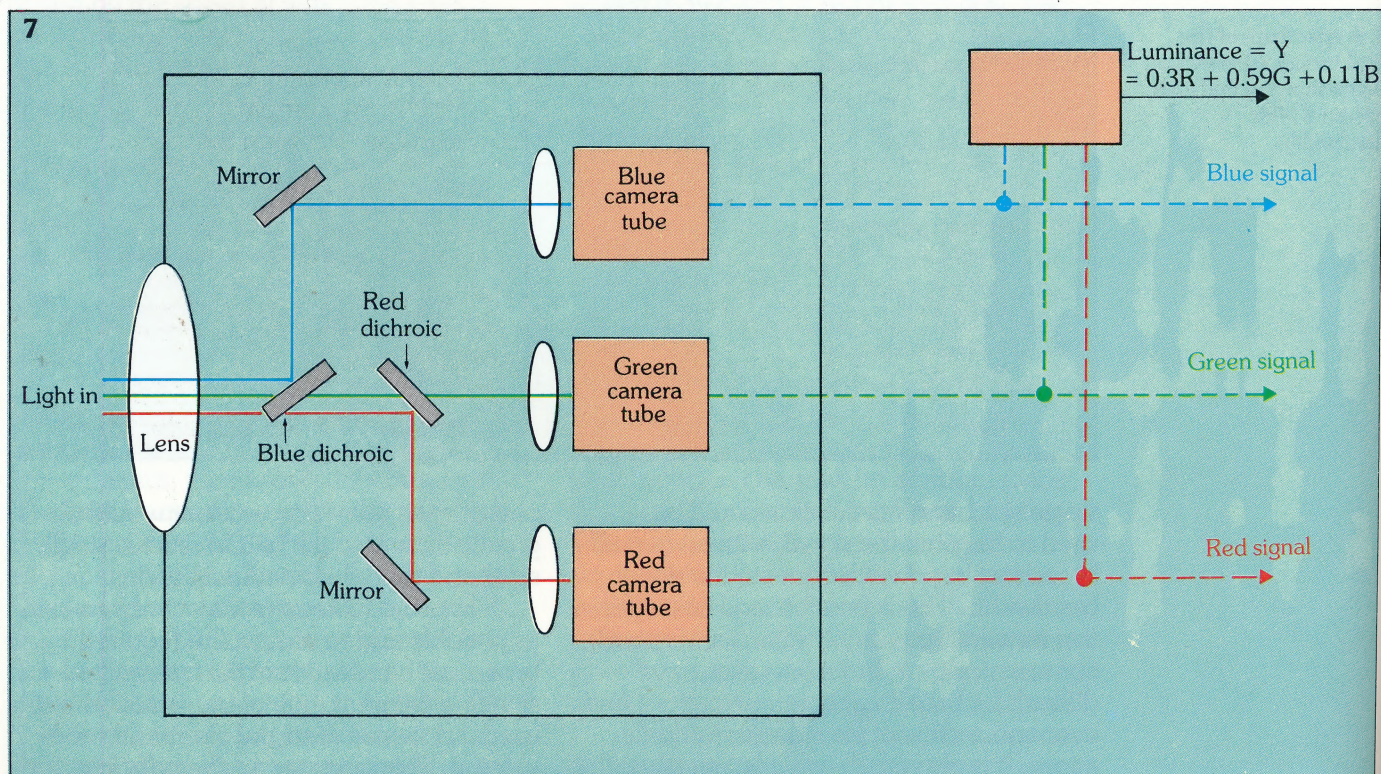 7
Luminance = Y
= 0.3R + 0.59G + 0.11B
Mirror
Blue
camera
tube
Blue signal
Red
dichroic
Light in
Lens
Blue dichroic
Green
camera
tube
Green signal
Mirror
Red
camera
tube
Red signal